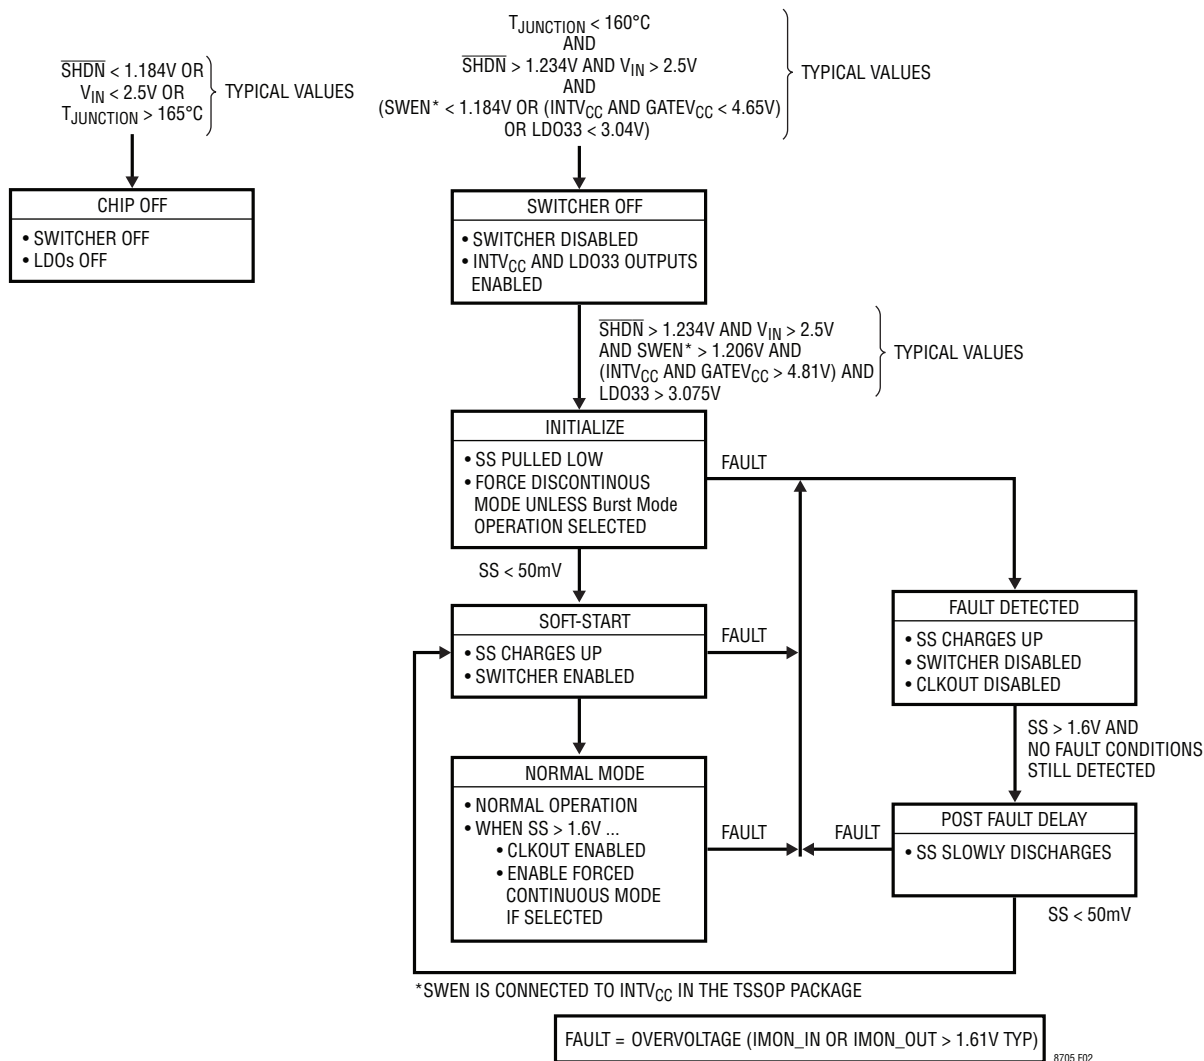 SHDN < 1.184V OR
VIN < 2.5V OR
TJUNCTION > 165°C
TYPICAL VALUES
CHIP OFF
• SWITCHER OFF
• LDOs OFF
TJUNCTION < 160°C
AND
SHDN > 1.234V AND VIN > 2.5V
AND
(SWEN* < 1.184V OR (INTVCC AND GATEVCC < 4.65V)
OR LDO33 < 3.04V)
TYPICAL VALUES
SWITCHER OFF
• SWITCHER DISABLED
• INTVCC AND LDO33 OUTPUTS
ENABLED
SHDN > 1.234V AND VIN > 2.5V
AND SWEN* > 1.206V AND
(INTVCC AND GATEVCC > 4.81V) AND
LDO33 > 3.075V
TYPICAL VALUES
INITIALIZE
• SS PULLED LOW
• FORCE DISCONTINOUS
MODE UNLESS Burst Mode
OPERATION SELECTED
FAULT
SS < 50mV
SOFT-START
• SS CHARGES UP
• SWITCHER ENABLED
FAULT
FAULT DETECTED
• SS CHARGES UP
• SWITCHER DISABLED
• CLKOUT DISABLED
SS > 1.6V AND
NO FAULT CONDITIONS
STILL DETECTED
NORMAL MODE
• NORMAL OPERATION
• WHEN SS > 1.6V ...
• CLKOUT ENABLED
• ENABLE FORCED
CONTINUOUS MODE
IF SELECTED
FAULT
FAULT
POST FAULT DELAY
• SS SLOWLY DISCHARGES
SS < 50mV
*SWEN IS CONNECTED TO INTVCC IN THE TSSOP PACKAGE
FAULT = OVERVOLTAGE (IMON_IN OR IMON_OUT > 1.61V TYP)
8705 F02